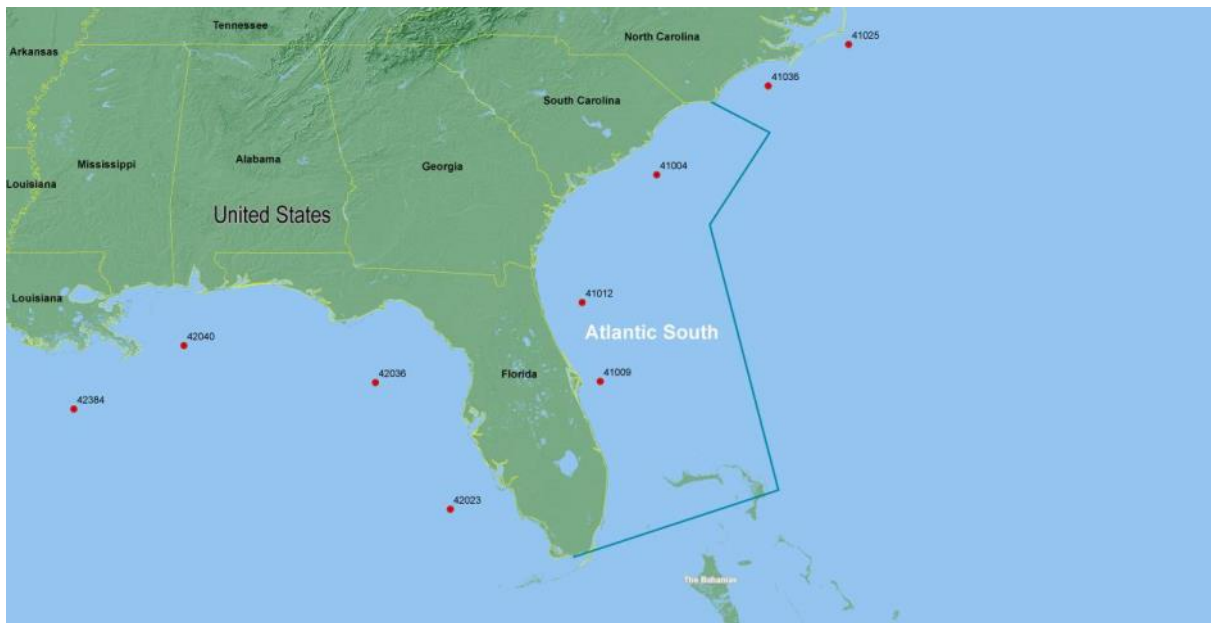 Tennessee
North Carolina
41025
Arkansas
41036
South Carolina
41004
Mississippi
Alabama
Georgia
Louisiana
United States
Louisiana
41012
Atlantic South
42040
42036
Florida
41009
42384
42023
The Bahamas